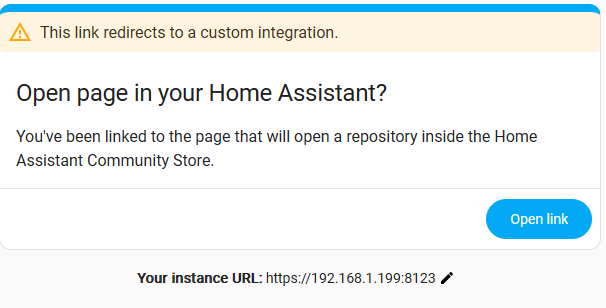 This link redirects to a custom integration.
Open page in your Home Assistant?
You've been linked to the page that will open a repository inside the Home
Assistant Community Store.
Open link
Your instance URL: https://192.168.1.199:8123